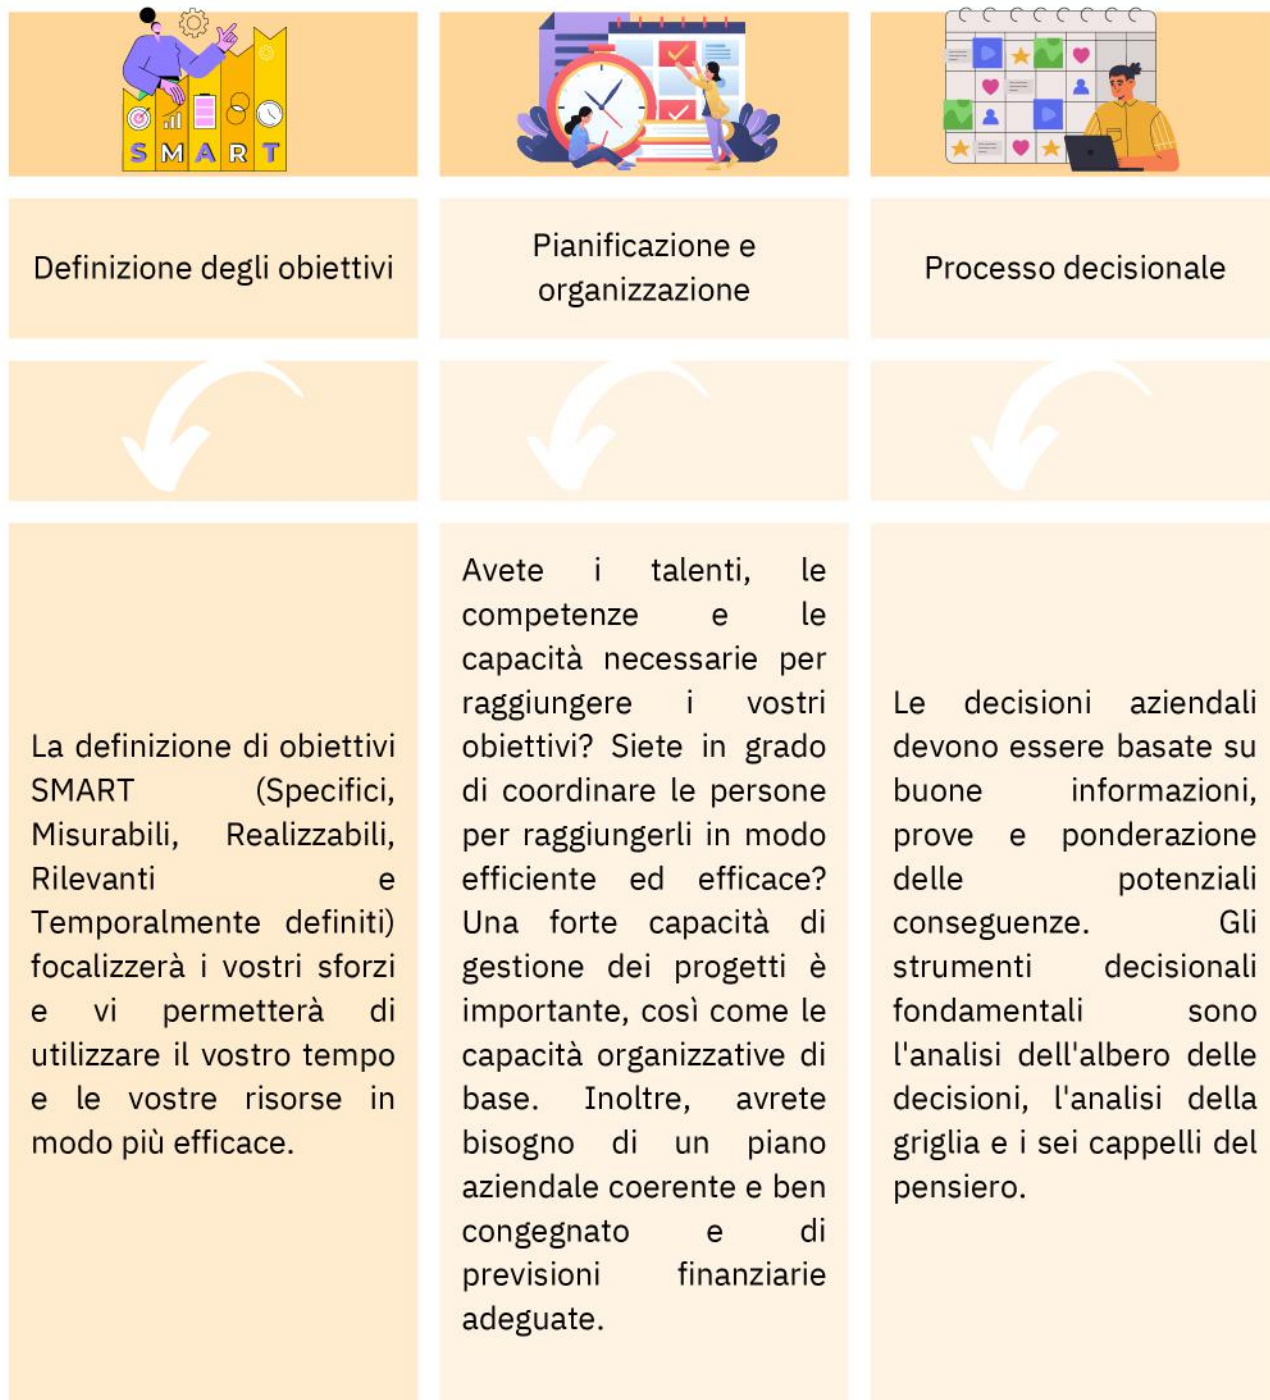 SMART
Definizione degli obiettivi
Pianificazione e
organizzazione
Processo decisionale
La definizione di obiettivi
SMART (Specifici,
Misurabili, Realizzabili,
Rilevanti e
Temporalmente definiti)
focalizzerà i vostri sforzi
e vi permetterà di
utilizzare il vostro tempo
e le vostre risorse in
modo più efficace.
Avete i talenti, le
competenze e le
capacità necessarie per
raggiungere i vostri
obiettivi? Siete in grado
di coordinare le persone
per raggiungerli in modo
efficiente ed efficace?
Una forte capacità di
gestione dei progetti è
importante, così come le
capacità organizzative di
base. Inoltre, avrete
bisogno di un piano
aziendale coerente e ben
congegnato e di
previsioni finanziarie
adeguate.
Le decisioni aziendali
devono essere basate su
buone informazioni,
prove e ponderazione
delle potenziali
conseguenze. Gli
strumenti decisionali
fondamentali sono
l'analisi dell'albero delle
decisioni, l'analisi della
griglia e i sei cappelli del
pensiero.